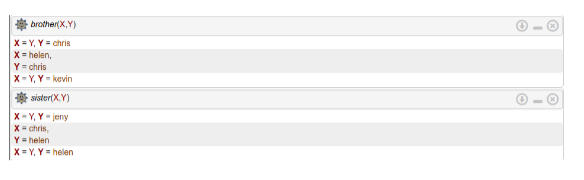 brother(X,Y)
X = Y, Y = chris
X = helen,
Y = chris
X = Y, Y = kevin
sister(X,Y)
X = Y, Y = jeny
X = chris,
Y = helen
X = Y, Y = helen